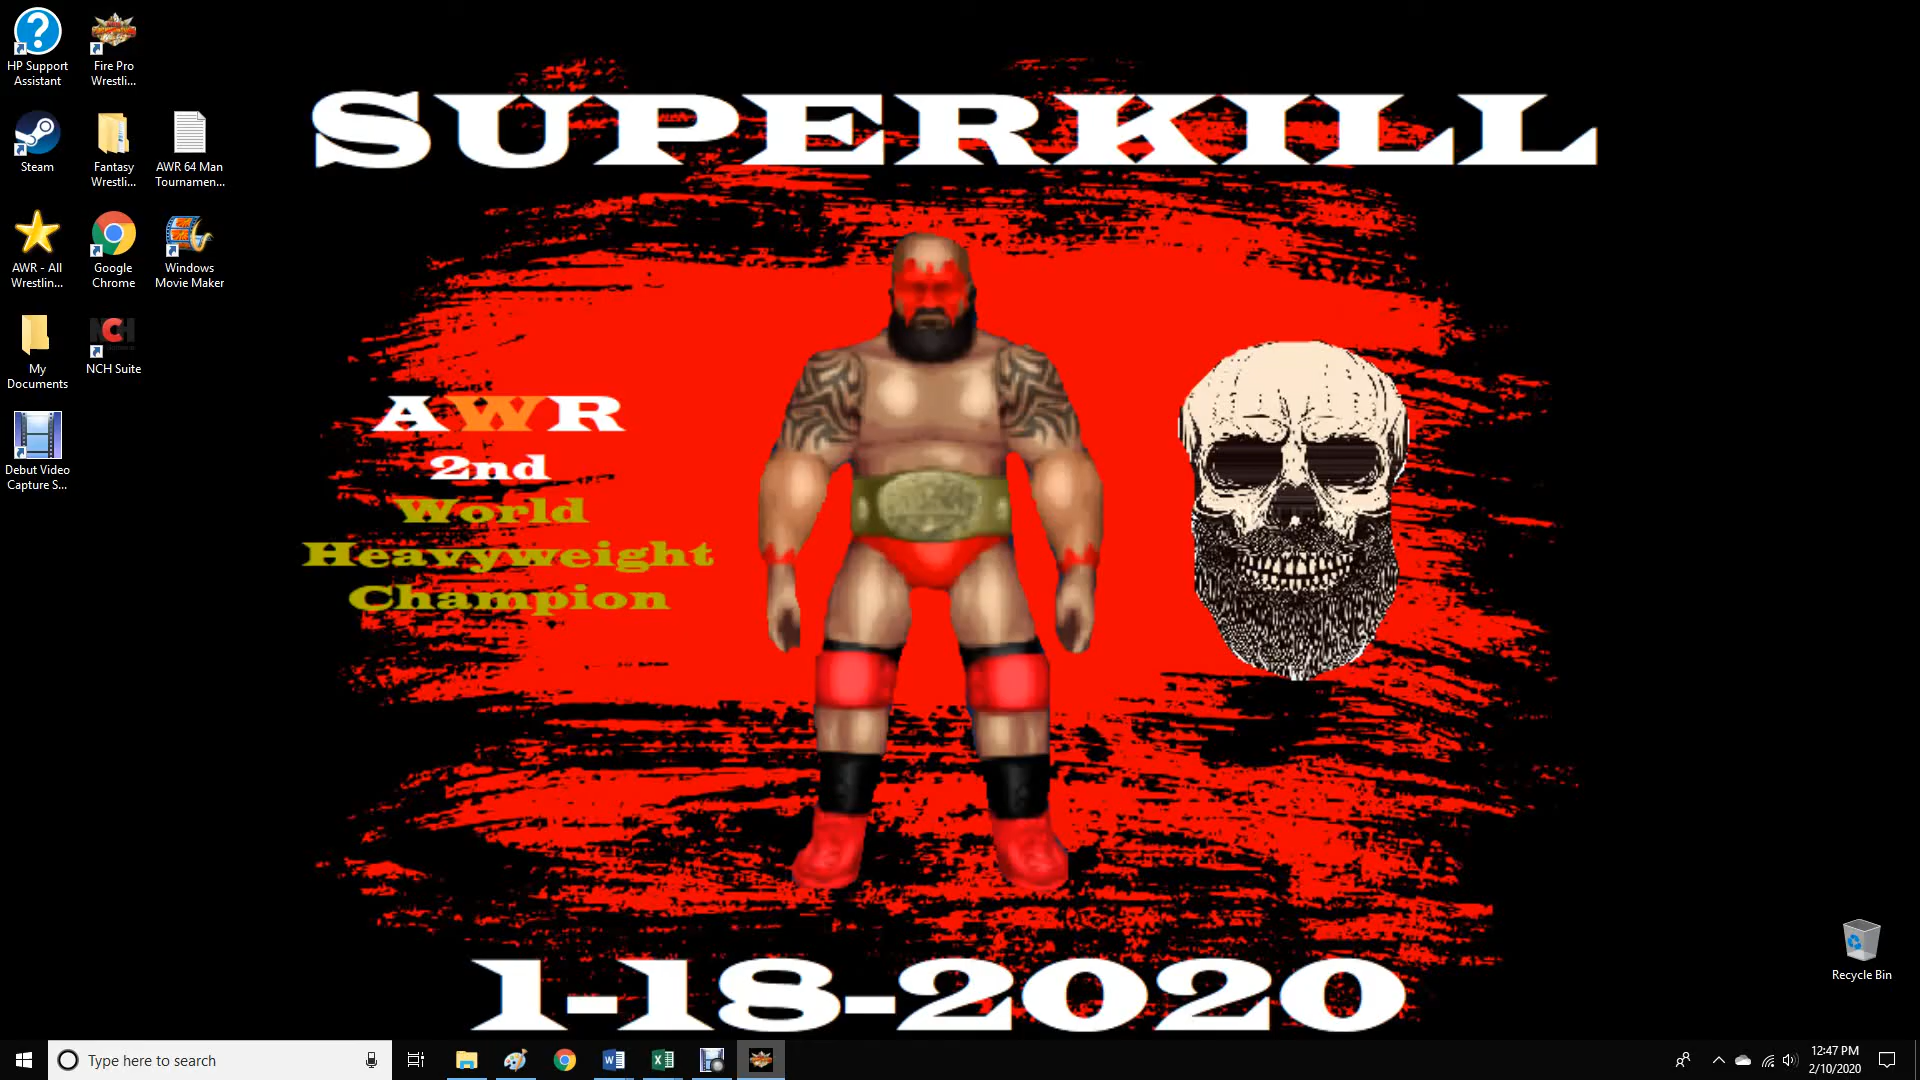 HP Support
Assistant
Fire Pro
Wrestli...
Steam
Fantasy
Wrestli...
AWR 64 Man
Tournamen...
AWR - All
Wrestlin...
Google
Chrome
Windows
Movie Maker
My
Documents
NCH
NCH Suite
Debut Video
Capture S...
SUPERKILL
AWR
2nd
World
Heavyweight
Champion
1-18-2020
Recycle Bin
Type here to search
12:47 PM
2/10/2020